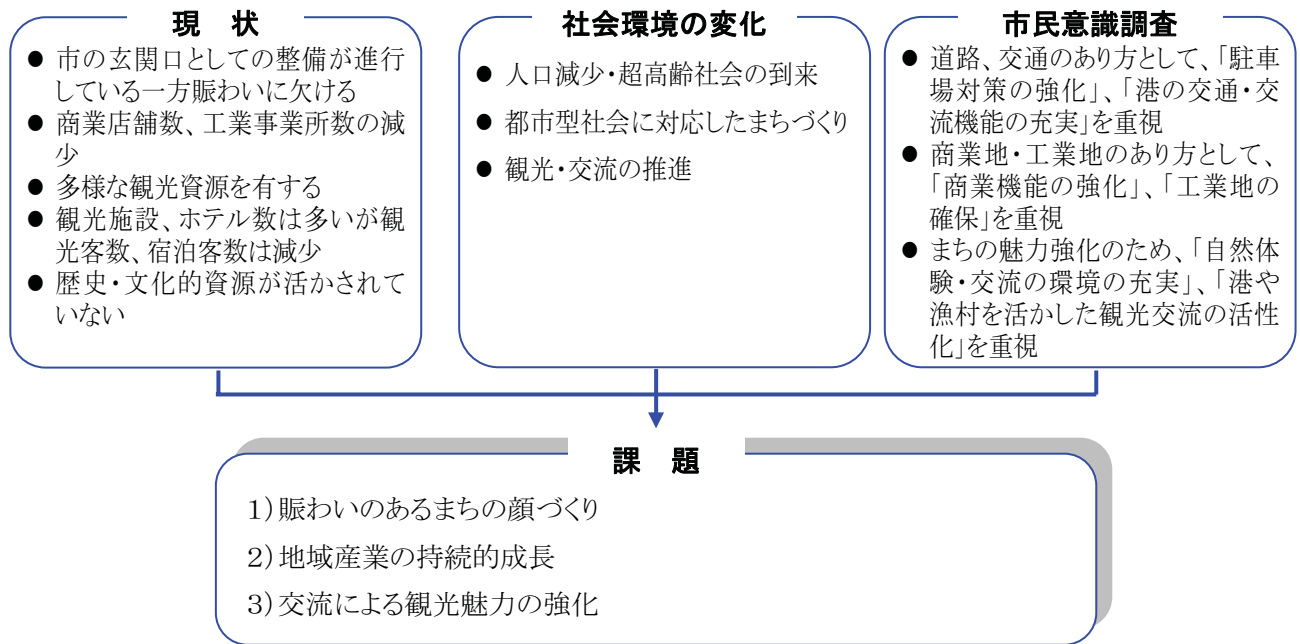 現　状
● 市の玄関口としての整備が進行
している一方賑わいに欠ける
● 商業店舗数、工業事業所数の減
少
● 多様な観光資源を有する
● 観光施設、ホテル数は多いが観
光客数、宿泊客数は減少
● 歴史・文化的資源が活かされて
いない
社会環境の変化
● 人口減少・超高齢社会の到来
● 都市型社会に対応したまちづくり
● 観光・交流の推進
市民意識調査
● 道路、交通のあり方として、「駐車
場対策の強化」、「港の交通・交
流機能の充実」を重視
● 商業地・工業地のあり方として、
「商業機能の強化」、「工業地の
確保」を重視
● まちの魅力強化のため、「自然体
験・交流の環境の充実」、「港や
漁村を活かした観光交流の活性
化」を重視
課　題
１）賑わいのあるまちの顔づくり
２）地域産業の持続的成長
３）交流による観光魅力の強化